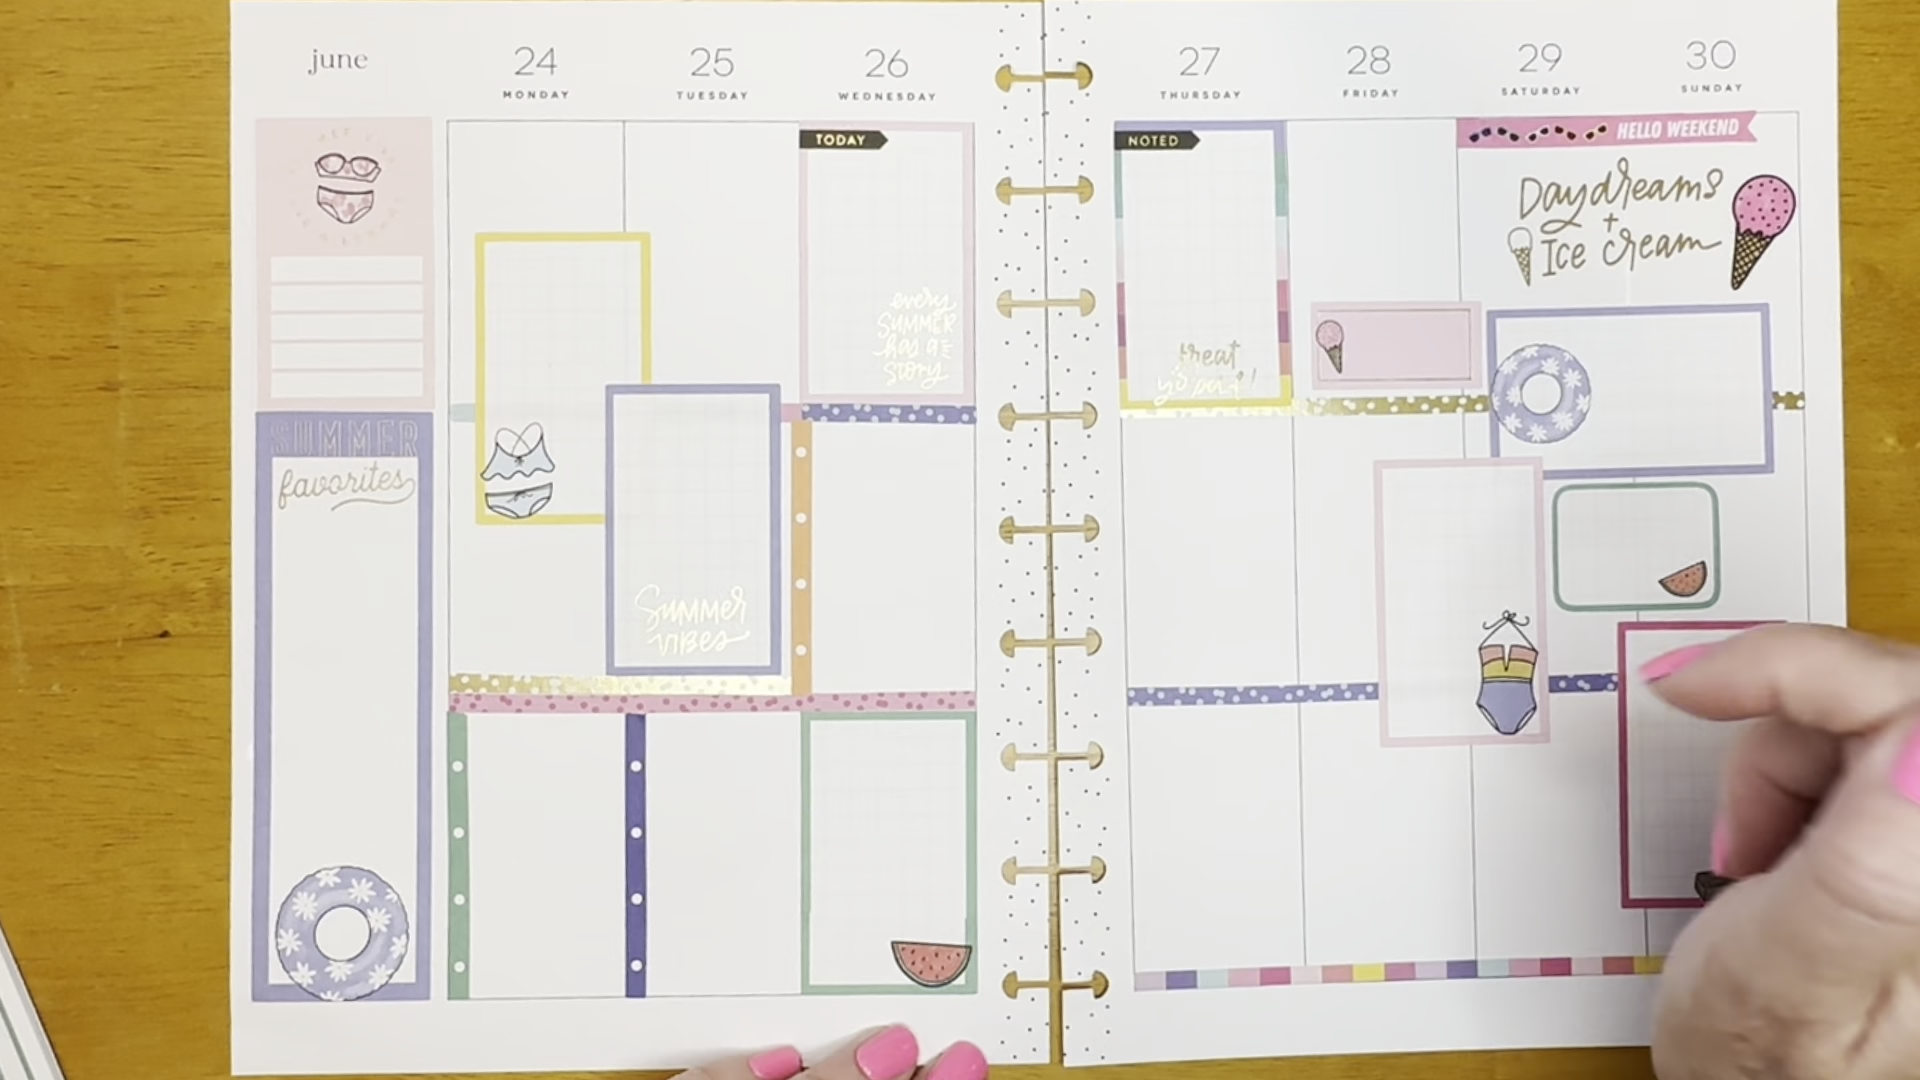 june
24
MONDAY
25
TUESDAY
26
WEDNESDAY
27
THURSDAY
28
FRIDAY
29
SATURDAY
30
SUNDAY
TODAY
every
SUMMER
has a
story
SUMMER
favorites
Summer
vibes
NOTED
treat
HELLO WEEKEND
Daydreams
+
Ice cream